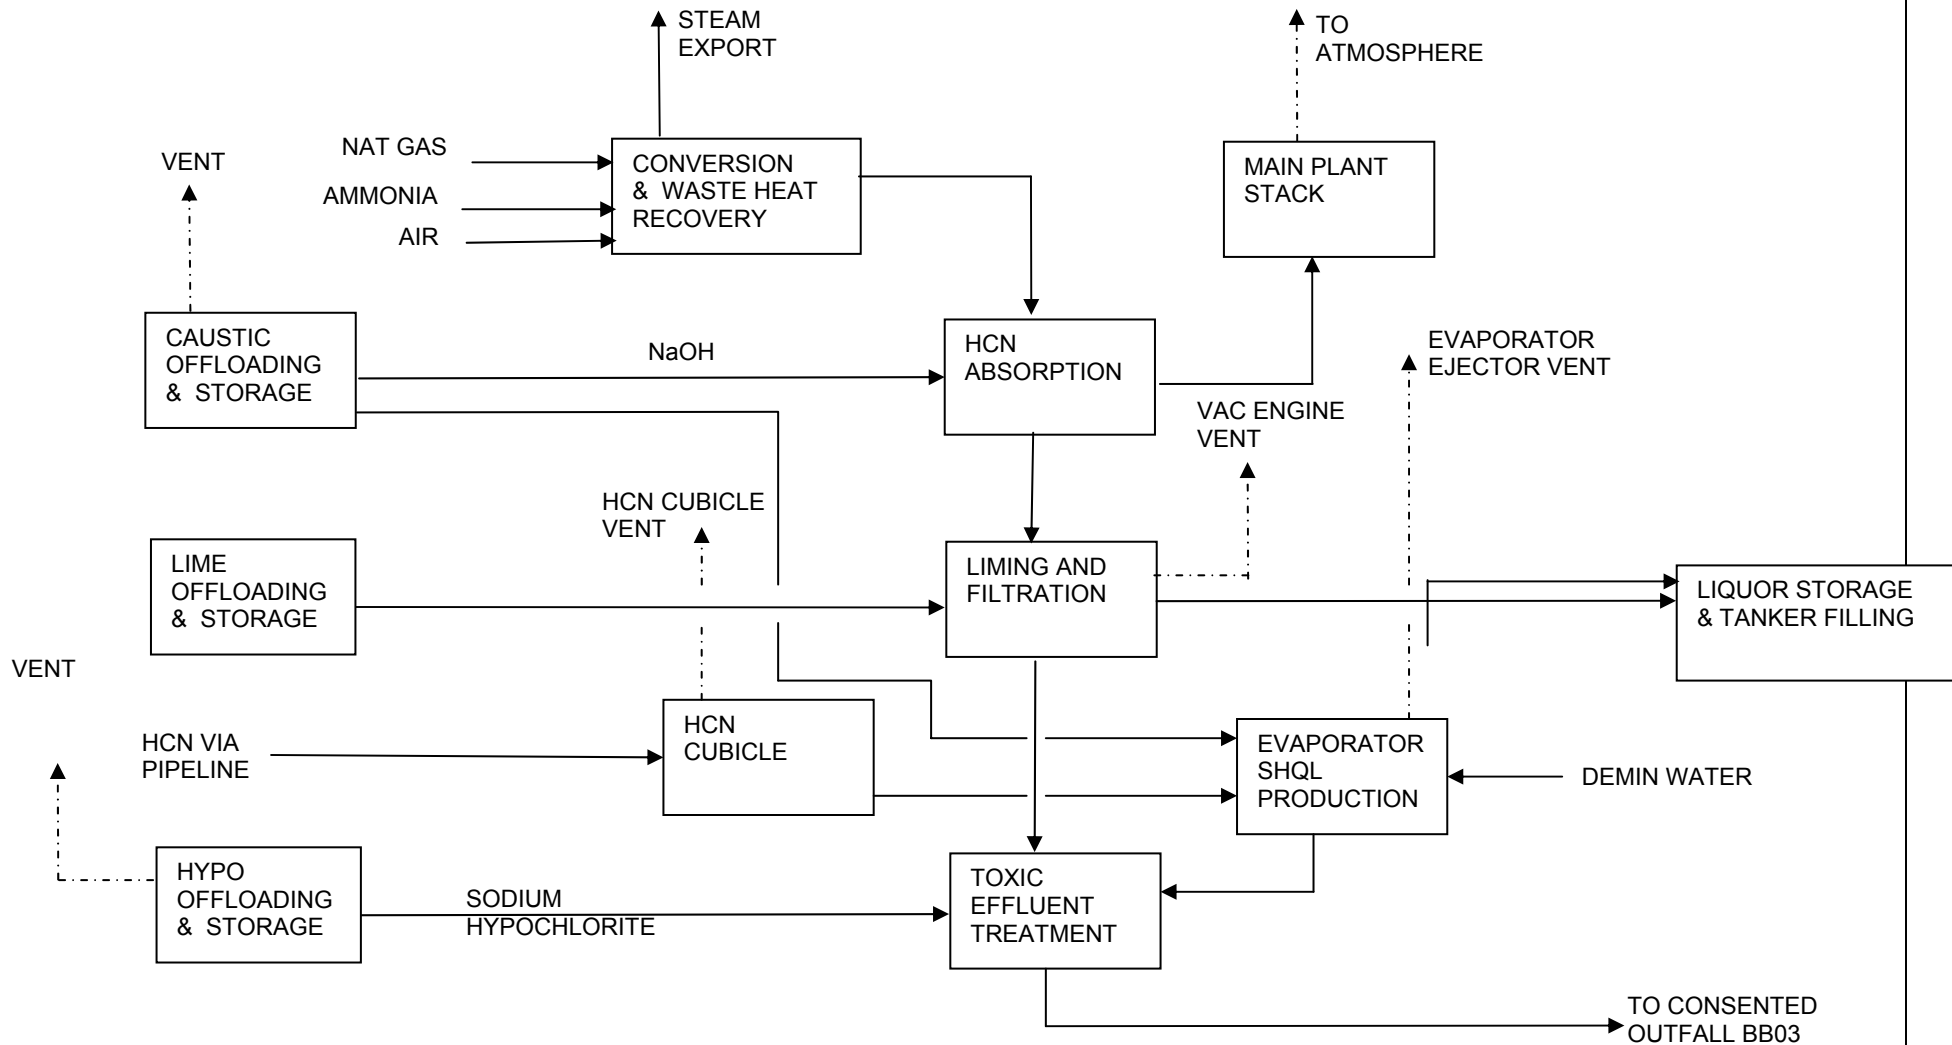 STEAM
EXPORT
TO
ATMOSPHERE
NAT GAS
VENT
CONVERSION
& WASTE HEAT
RECOVERY
MAIN PLANT
STACK
AMMONIA
AIR
CAUSTIC
OFFLOADING
& STORAGE
NaOH
HCN
ABSORPTION
EVAPORATOR
EJECTOR VENT
VAC ENGINE
VENT
HCN CUBICLE
VENT
LIME
OFFLOADING
& STORAGE
LIMING AND
FILTRATION
LIQUOR STORAGE
& TANKER FILLING
VENT
HCN VIA
PIPELINE
HCN
CUBICLE
EVAPORATOR
SHQL
PRODUCTION
DEMIN WATER
HYPO
OFFLOADING
& STORAGE
SODIUM
HYPOCHLORITE
TOXIC
EFFLUENT
TREATMENT
TO CONSENTED
OUTFALL BB03